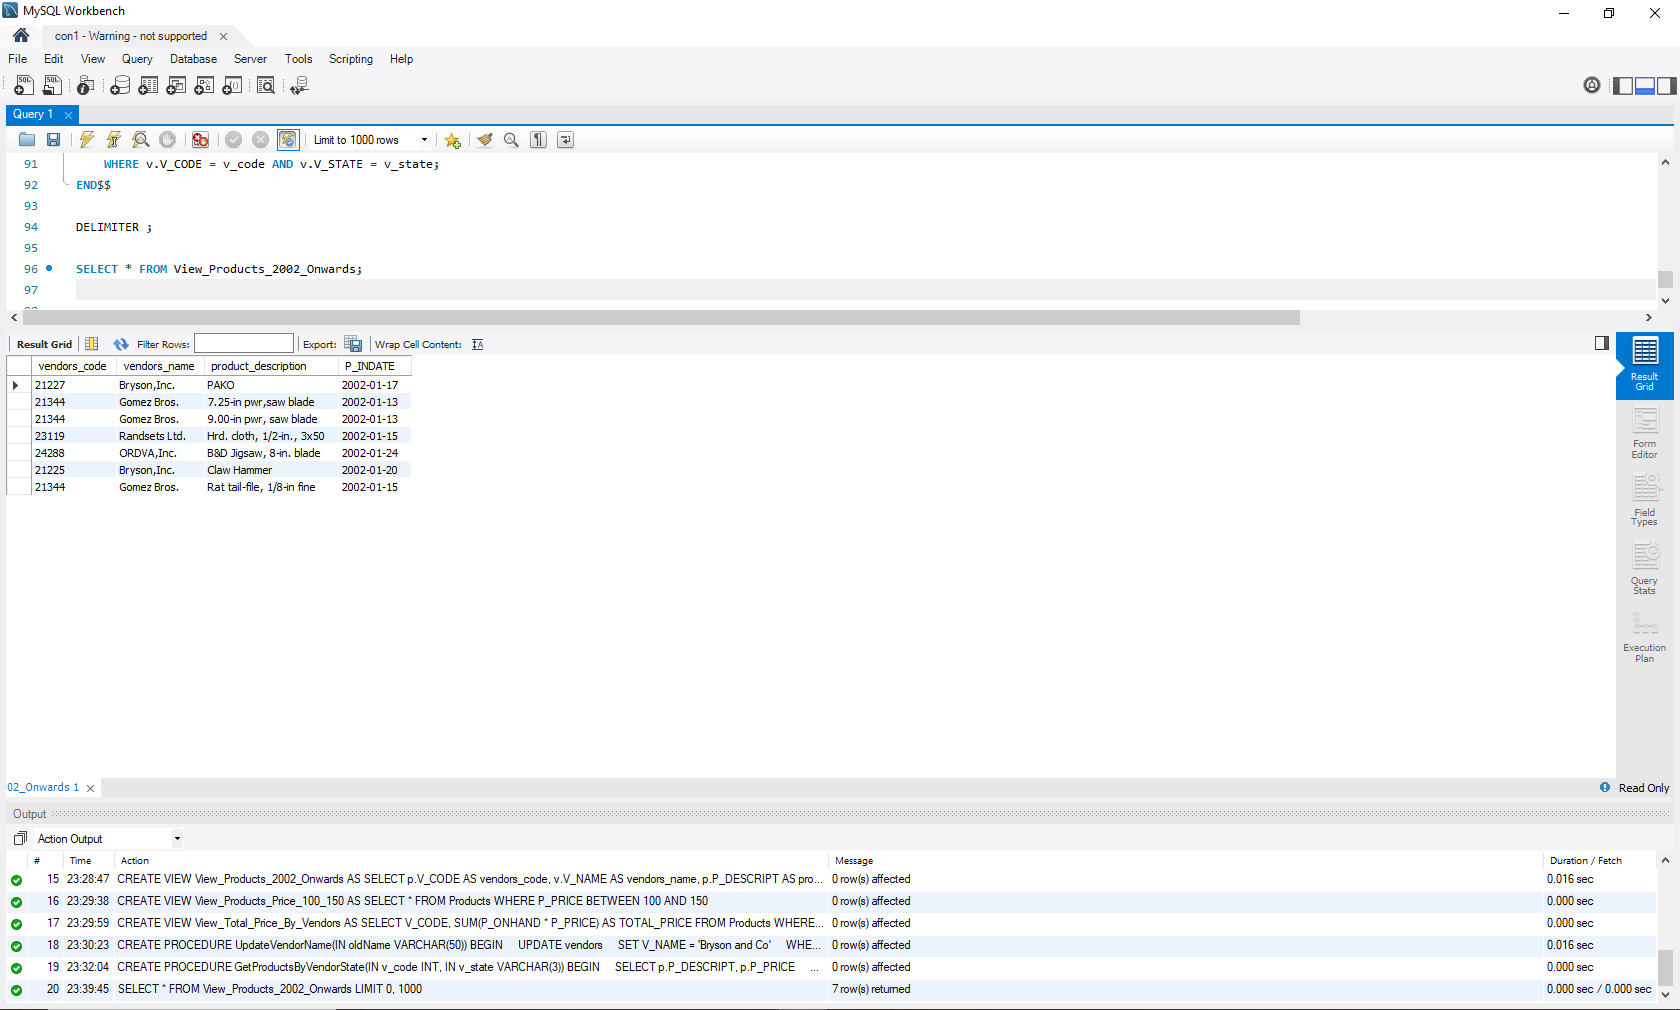 MySQL Workbench
con1 - Warning - not supported
File Edit View Query Database Server Tools Scripting Help
Query 1
Limit to 1000 rows
91 WHERE v.V_CODE = v_code AND v.V_STATE = v_state;
92 END$$
93
94 DELIMITER ;
95
96 SELECT * FROM View_Products_2002_Onwards;
97
Result Grid Filter Rows: Export: Wrap Cell Content:
vendors_code vendors_name product_description P_INDATE
21227 Bryson,Inc. PAKO 2002-01-17
21344 Gomez Bros. 7.25-in pwr,saw blade 2002-01-13
21344 Gomez Bros. 9.00-in pwr, saw blade 2002-01-13
23119 Randsets Ltd. Hrd. cloth, 1/2-in., 3x50 2002-01-15
24288 ORDVA,Inc. B&D Jigsaw, 8-in. blade 2002-01-24
21225 Bryson,Inc. Claw Hammer 2002-01-20
21344 Gomez Bros. Rat tail-file, 1/8-in fine 2002-01-15
Result
Grid
Form
Editor
Field
Types
Query
Stats
Execution
Plan
02_Onwards 1 Read Only
Output
Action Output
# Time Action Message Duration / Fetch
15 23:28:47 CREATE VIEW View_Products_2002_Onwards AS SELECT p.V_CODE AS vendors_code, v.V_NAME AS vendors_name, p.P_DESCRIPT AS pro... 0 row(s) affected 0.016 sec
16 23:29:38 CREATE VIEW View_Products_Price_100_150 AS SELECT * FROM Products WHERE P_PRICE BETWEEN 100 AND 150 0 row(s) affected 0.000 sec
17 23:29:59 CREATE VIEW View_Total_Price_By_Vendors AS SELECT V_CODE, SUM(P_ONHAND * P_PRICE) AS TOTAL_PRICE FROM Products WHERE... 0 row(s) affected 0.000 sec
18 23:30:23 CREATE PROCEDURE UpdateVendorName(IN oldName VARCHAR(50)) BEGIN UPDATE vendors SET V_NAME = 'Bryson and Co' WHE... 0 row(s) affected 0.016 sec
19 23:32:04 CREATE PROCEDURE GetProductsByVendorState(IN v_code INT, IN v_state VARCHAR(3)) BEGIN SELECT p.P_DESCRIPT, p.P_PRICE ... 0 row(s) affected 0.000 sec
20 23:39:45 SELECT * FROM View_Products_2002_Onwards LIMIT 0, 1000 7 row(s) returned 0.000 sec / 0.000 sec